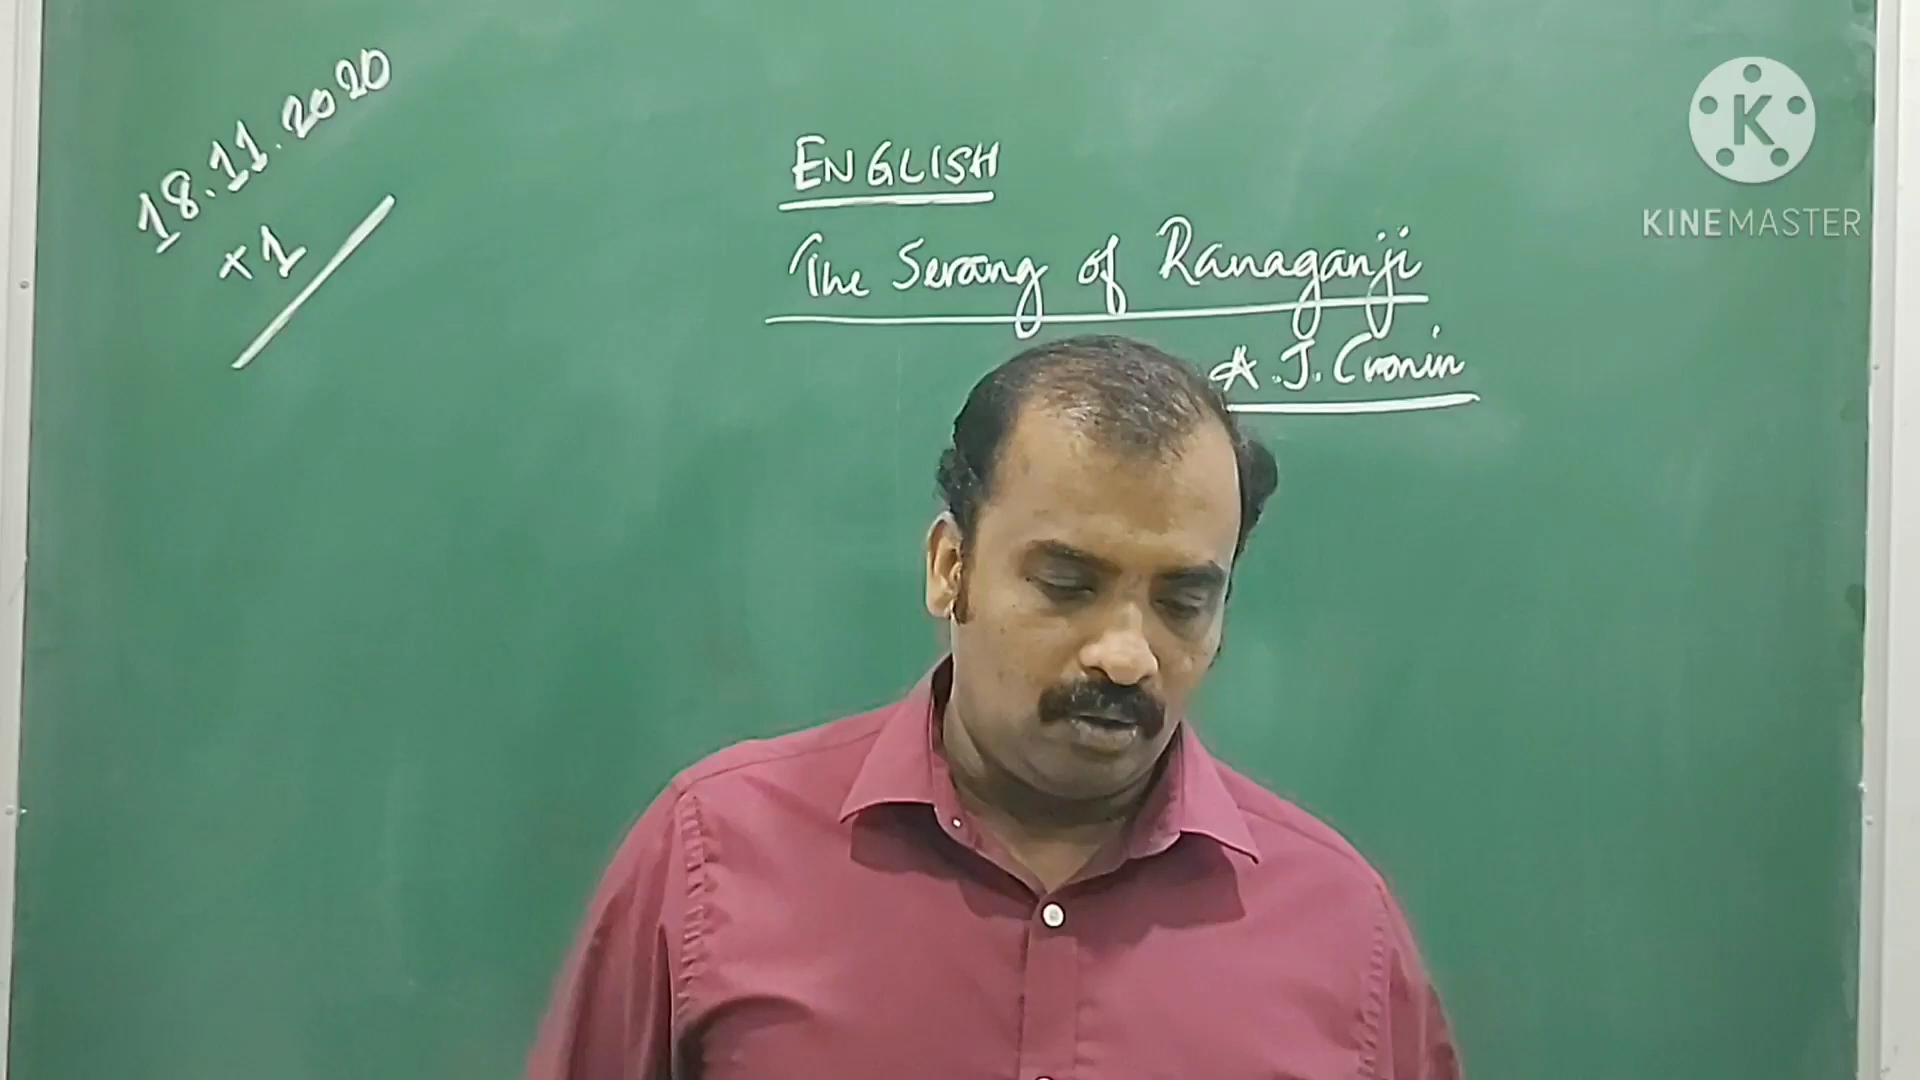 18.11.2020
+1
ENGLISH
The Serang of Ranaganji
A.J. Cronin
K
KINEMASTER